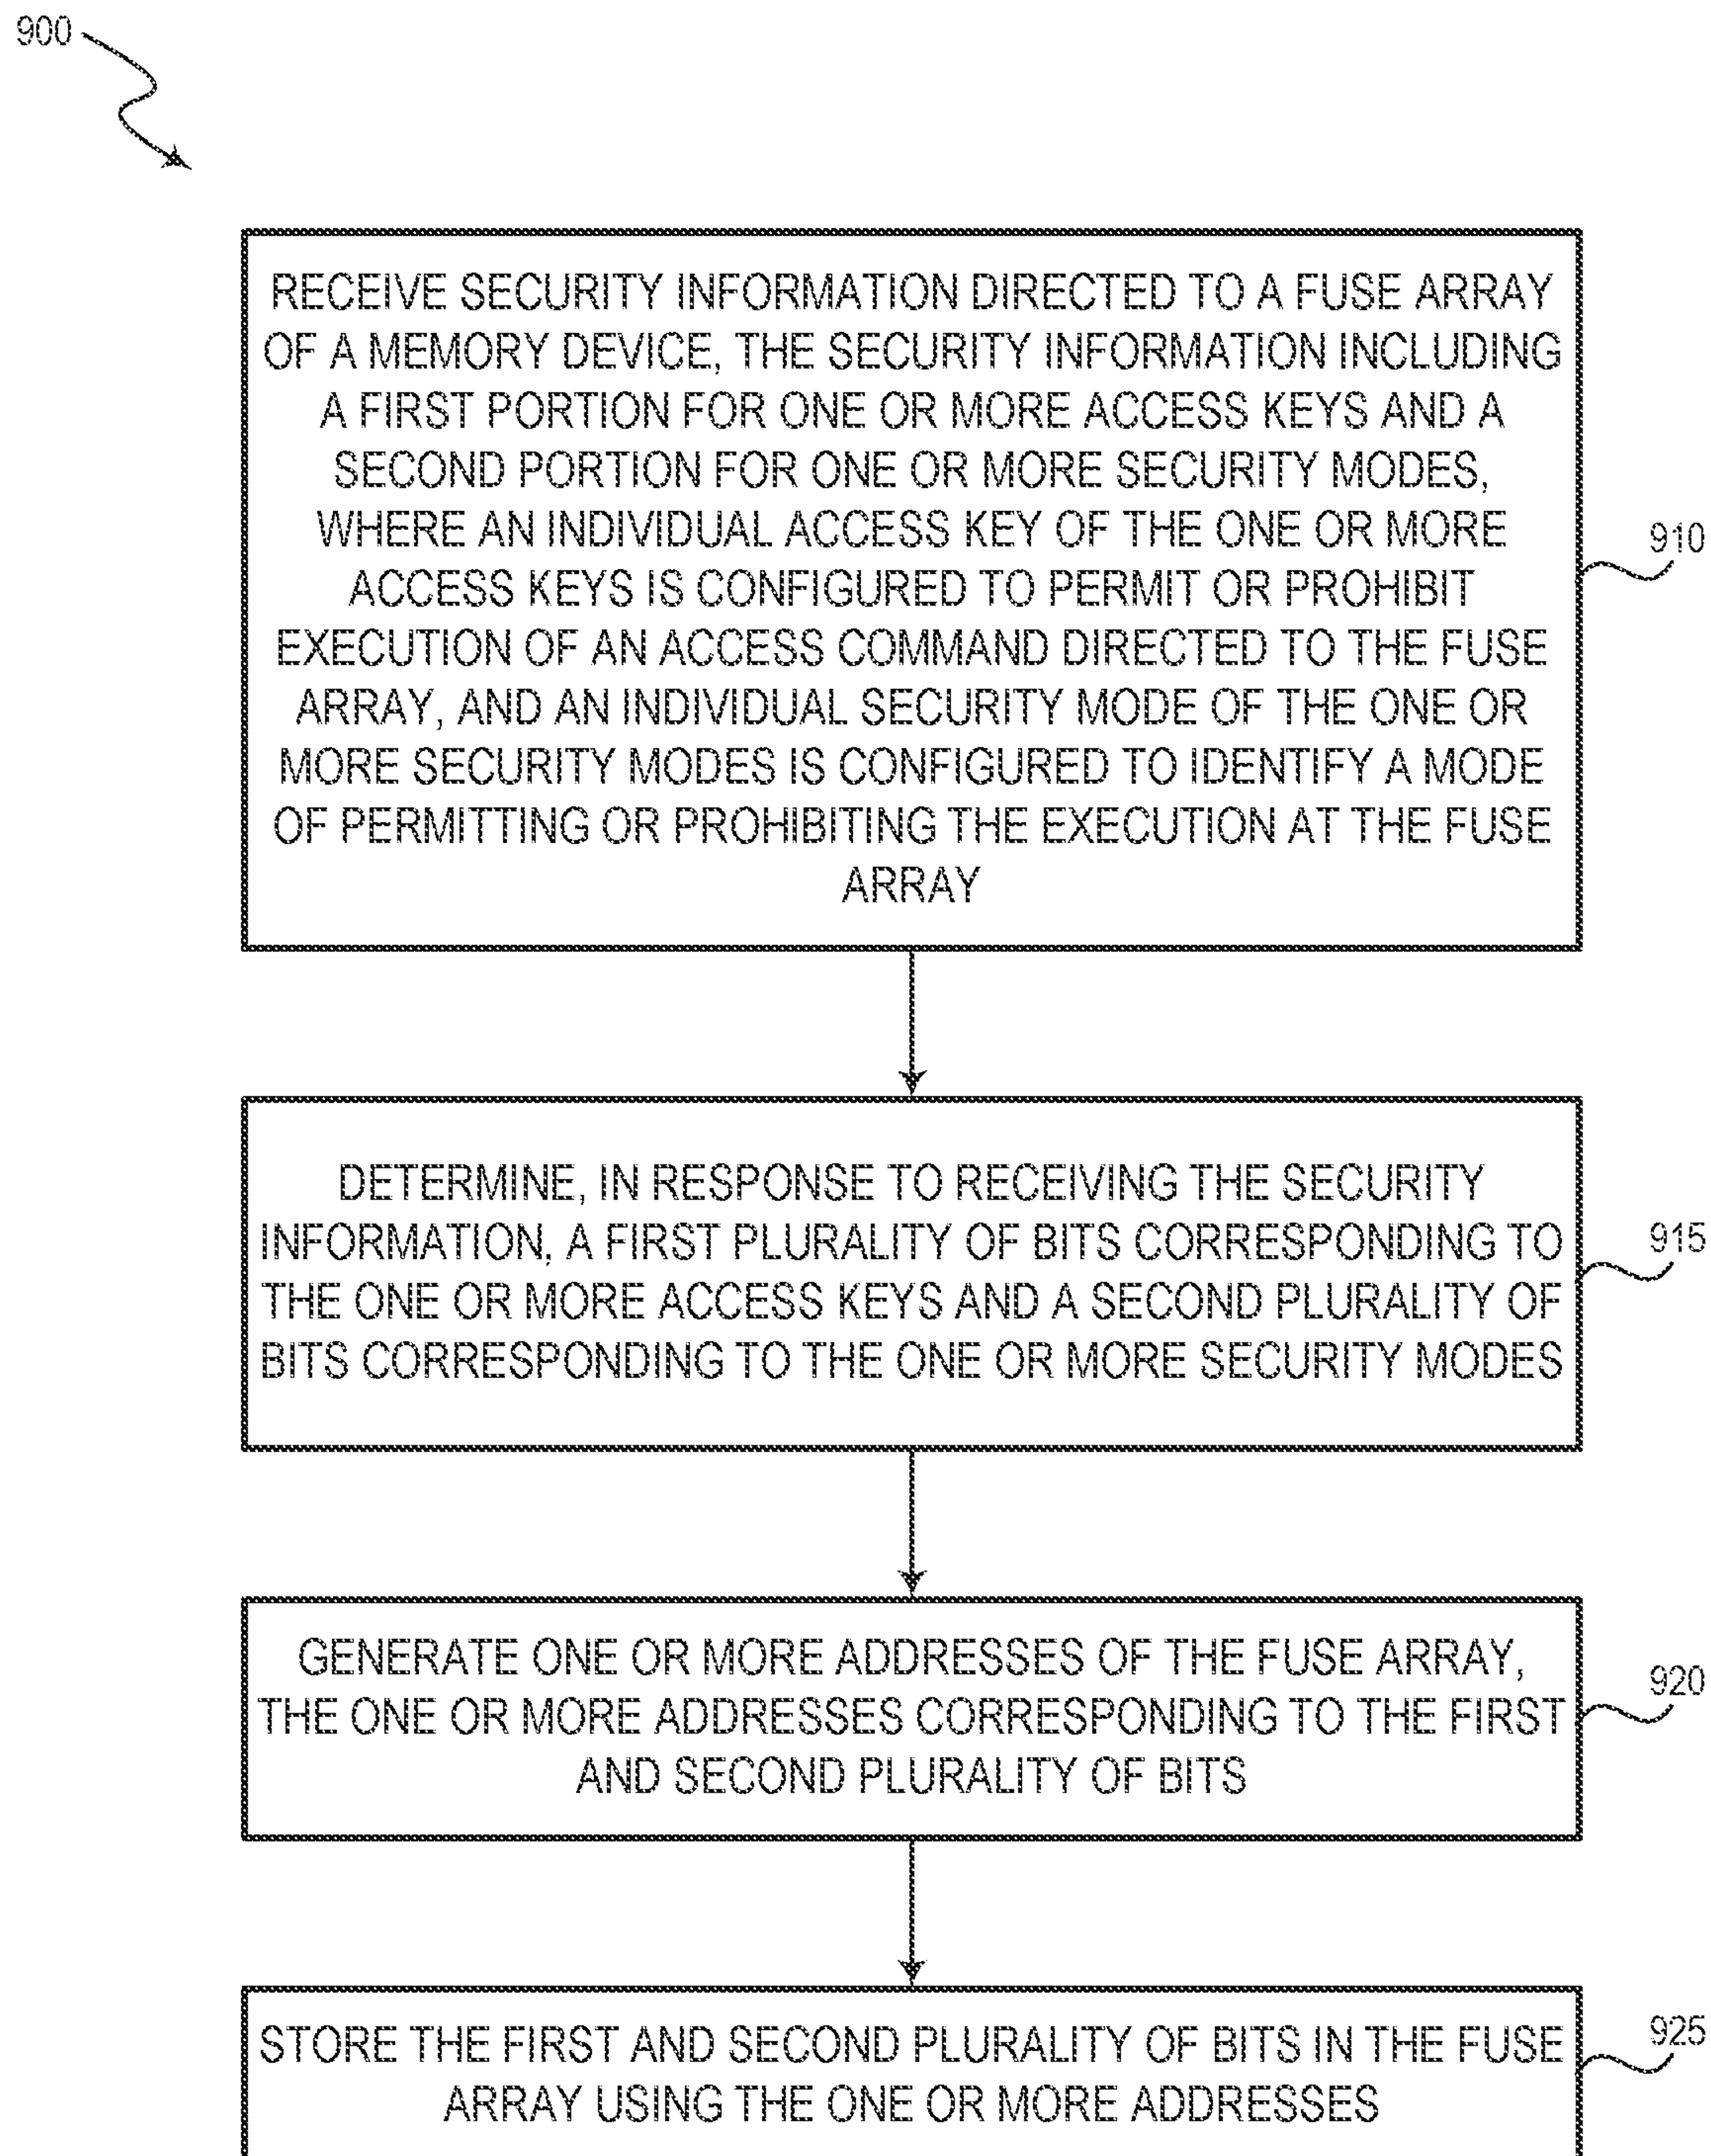 900
RECEIVE SECURITY INFORMATION DIRECTED TO A FUSE ARRAY
OF A MEMORY DEVICE, THE SECURITY INFORMATION INCLUDING
A FIRST PORTION FOR ONE OR MORE ACCESS KEYS AND A
SECOND PORTION FOR ONE OR MORE SECURITY MODES,
WHERE AN INDIVIDUAL ACCESS KEY OF THE ONE OR MORE
ACCESS KEYS IS CONFIGURED TO PERMIT OR PROHIBIT
EXECUTION OF AN ACCESS COMMAND DIRECTED TO THE FUSE
ARRAY, AND AN INDIVIDUAL SECURITY MODE OF THE ONE OR
MORE SECURITY MODES IS CONFIGURED TO IDENTIFY A MODE
OF PERMITTING OR PROHIBITING THE EXECUTION AT THE FUSE
ARRAY
910
DETERMINE, IN RESPONSE TO RECEIVING THE SECURITY
INFORMATION, A FIRST PLURALITY OF BITS CORRESPONDING TO
THE ONE OR MORE ACCESS KEYS AND A SECOND PLURALITY OF
BITS CORRESPONDING TO THE ONE OR MORE SECURITY MODES
915
GENERATE ONE OR MORE ADDRESSES OF THE FUSE ARRAY,
THE ONE OR MORE ADDRESSES CORRESPONDING TO THE FIRST
AND SECOND PLURALITY OF BITS
920
STORE THE FIRST AND SECOND PLURALITY OF BITS IN THE FUSE
ARRAY USING THE ONE OR MORE ADDRESSES
925